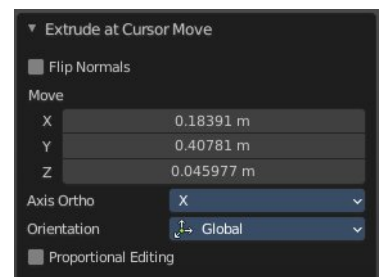 Extrude at Cursor Move
Flip Normals
Move
X 0.18391 m
Y 0.40781 m
Z 0.045977 m
Axis Ortho X
Orientation Global
Proportional Editing